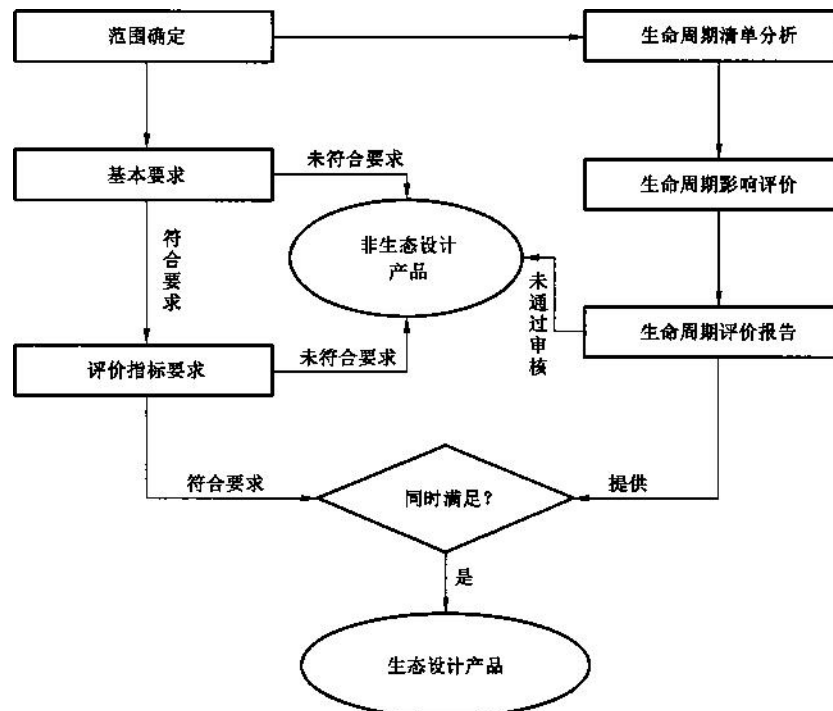 范围确定
生命周期清单分析
基本要求
未符合要求
生命周期影响评价
符合要求
非生态设计
产品
未通过审核
生命周期评价报告
评价指标要求
未符合要求
符合要求
同时满足?
提供
是
生态设计产品